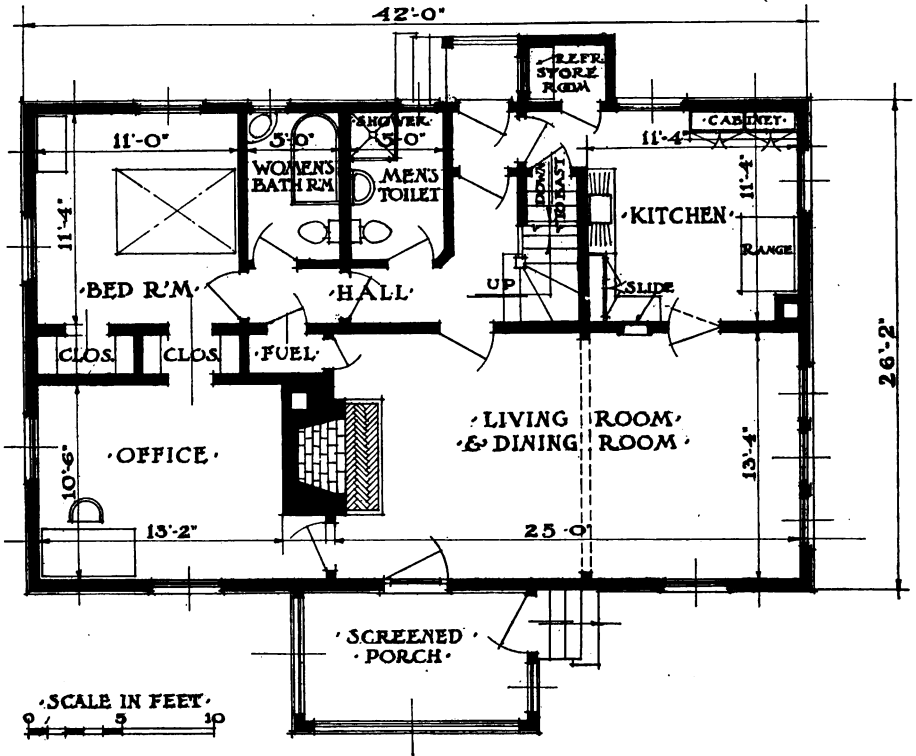 42'-0"
REFR.
STORE
ROOM
11'-0"
5'-0"
SHOWER
5'-0"
11'-4"
CABINET
WOMEN'S
BATH R'M
MEN'S
TOILET
DOWN
TO BAS'T
11'-4"
KITCHEN
11'-4"
RANGE
BED R'M
HALL
UP
SLIDE
CLOS.
CLOS.
FUEL
26'-2"
LIVING ROOM
& DINING ROOM
OFFICE
10'-6"
13'-4"
13'-2"
25-0"
SCREENED
PORCH
SCALE IN FEET
0 5 10